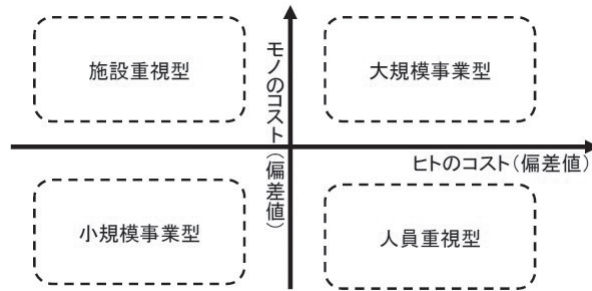 施設重視型
モノのコスト(偏差値)
大規模事業型
ヒトのコスト(偏差値)
小規模事業型
人員重視型